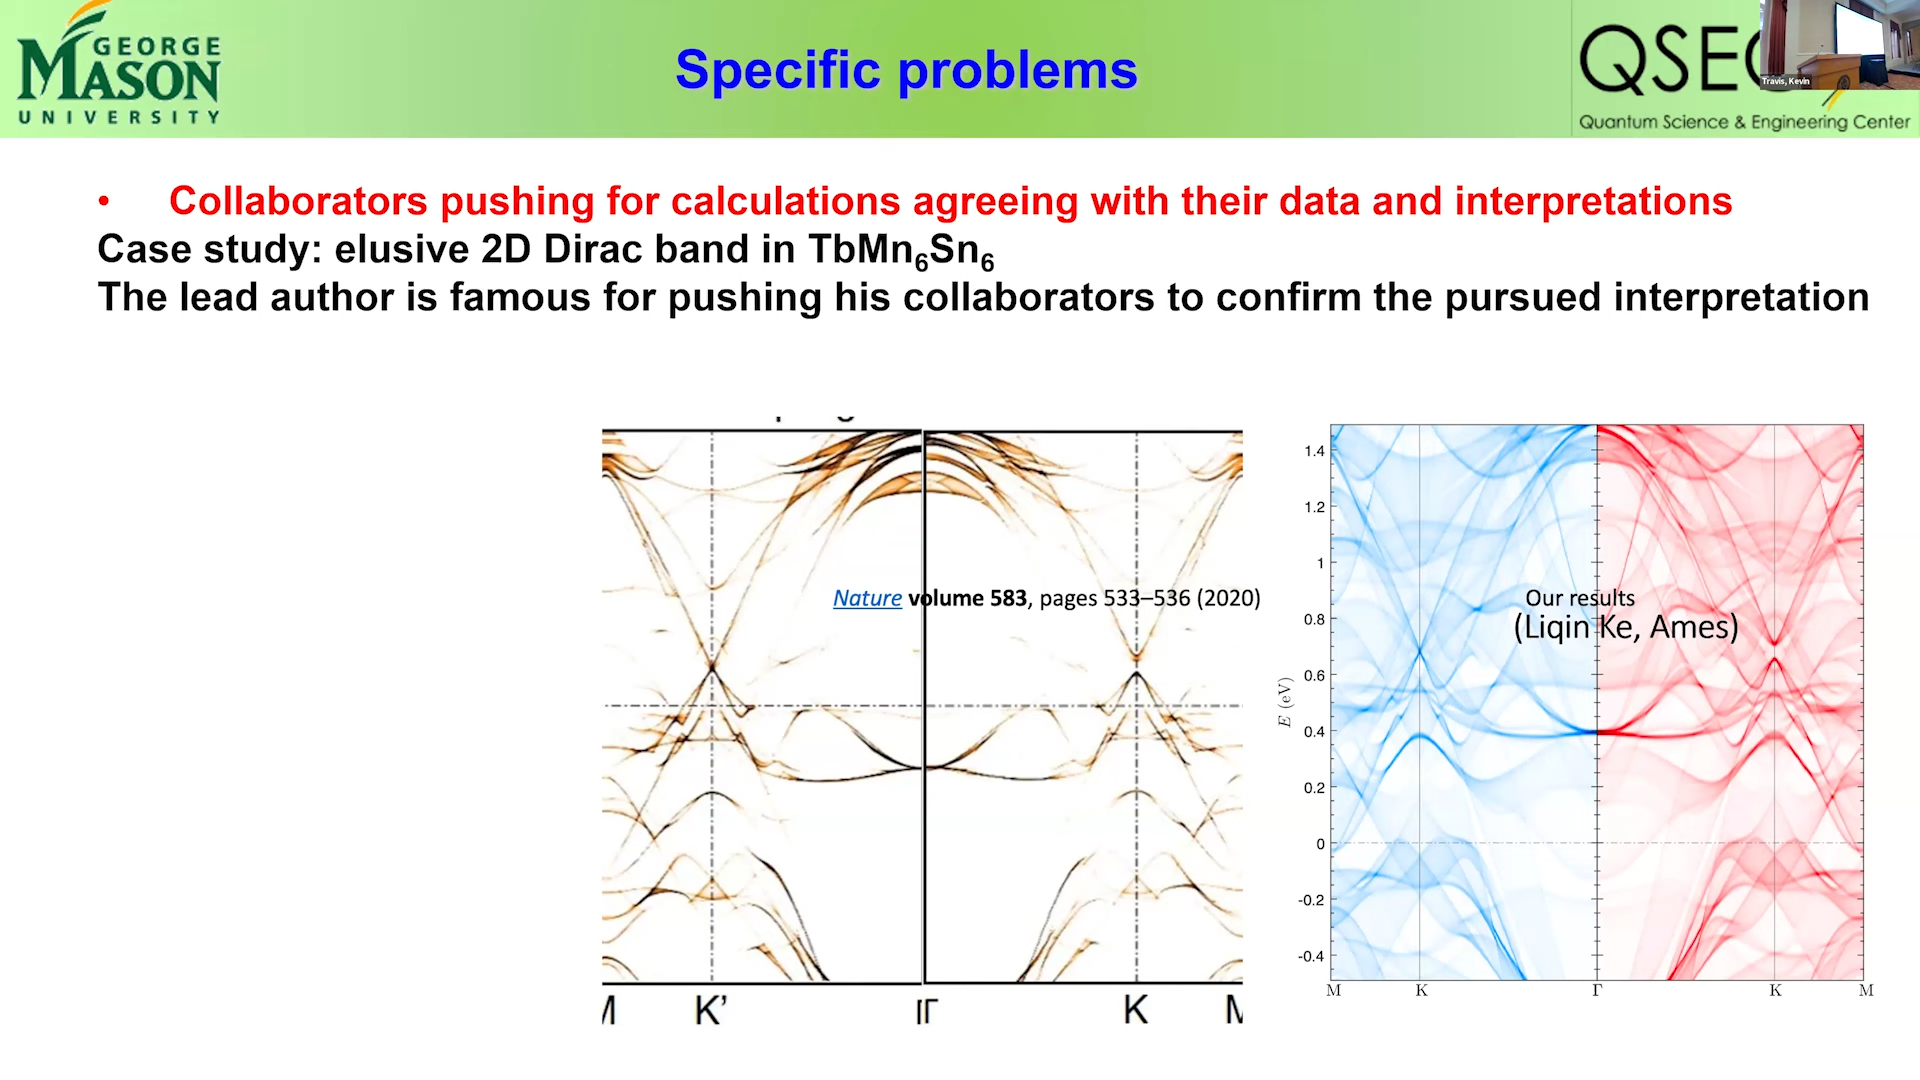 GEORGE
MASON
UNIVERSITY
Specific problems
QSEC
Quantum Science & Engineering Center
Travis, Kevin
• Collaborators pushing for calculations agreeing with their data and interpretations
Case study: elusive 2D Dirac band in TbMn6Sn6
The lead author is famous for pushing his collaborators to confirm the pursued interpretation
Nature volume 583, pages 533–536 (2020)
M K’ Γ K M
Our results
(Liqin Ke, Ames)
E (eV)
1.4
1.2
1
0.8
0.6
0.4
0.2
0
-0.2
-0.4
M K Γ K M